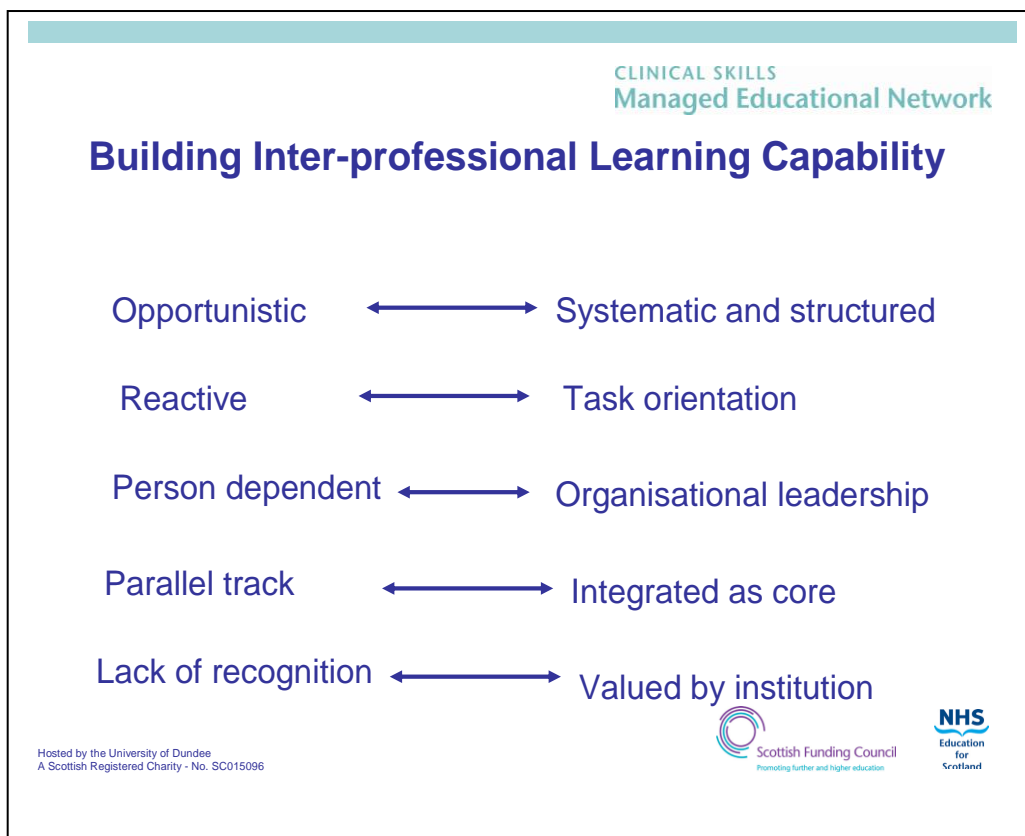 CLINICAL SKILLS
Managed Educational Network
Building Inter-professional Learning Capability
Opportunistic Systematic and structured
Reactive Task orientation
Person dependent Organisational leadership
Parallel track Integrated as core
Lack of recognition Valued by institution
Hosted by the University of Dundee
A Scottish Registered Charity - No. SC015096
Scottish Funding Council
Promoting further and higher education
NHS
Education
for
Scotland